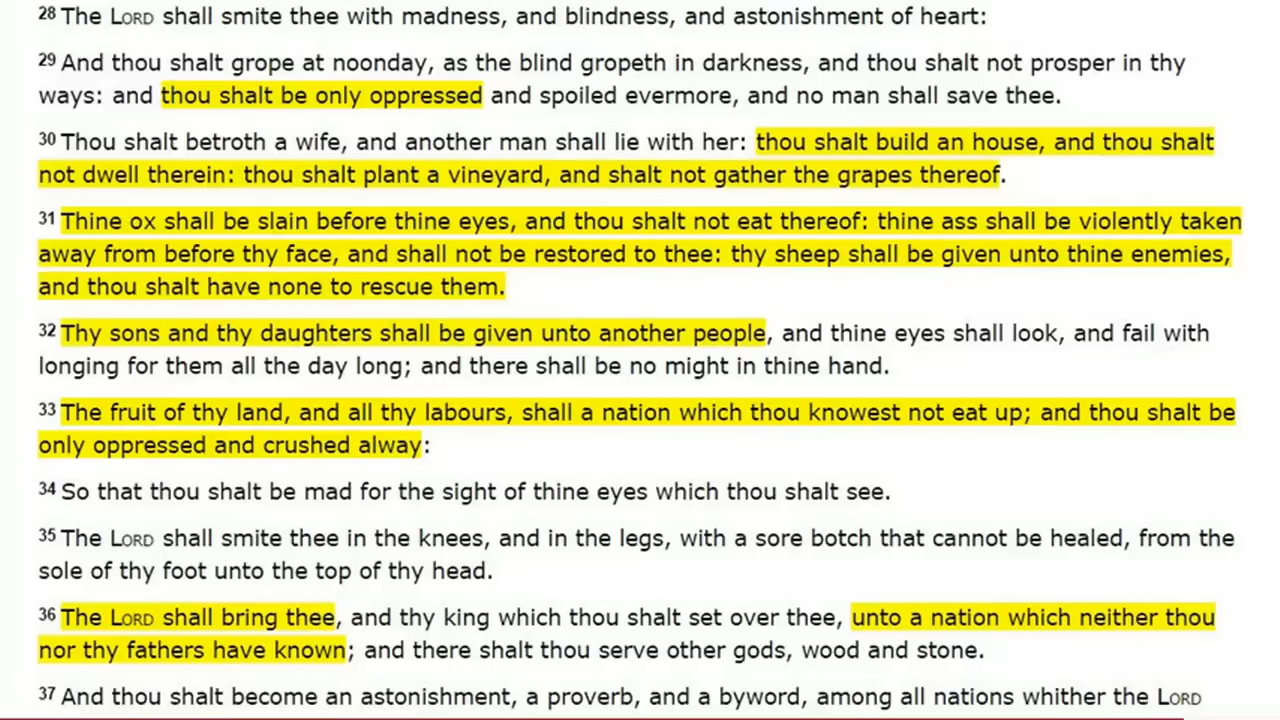 28 The LORD shall smite thee with madness, and blindness, and astonishment of heart:
29 And thou shalt grope at noonday, as the blind gropeth in darkness, and thou shalt not prosper in thy
ways: and thou shalt be only oppressed and spoiled evermore, and no man shall save thee.
30 Thou shalt betroth a wife, and another man shall lie with her: thou shalt build an house, and thou shalt
not dwell therein: thou shalt plant a vineyard, and shalt not gather the grapes thereof.
31 Thine ox shall be slain before thine eyes, and thou shalt not eat thereof: thine ass shall be violently taken
away from before thy face, and shall not be restored to thee: thy sheep shall be given unto thine enemies,
and thou shalt have none to rescue them.
32 Thy sons and thy daughters shall be given unto another people, and thine eyes shall look, and fail with
longing for them all the day long; and there shall be no might in thine hand.
33 The fruit of thy land, and all thy labours, shall a nation which thou knowest not eat up; and thou shalt be
only oppressed and crushed alway:
34 So that thou shalt be mad for the sight of thine eyes which thou shalt see.
35 The LORD shall smite thee in the knees, and in the legs, with a sore botch that cannot be healed, from the
sole of thy foot unto the top of thy head.
36 The LORD shall bring thee, and thy king which thou shalt set over thee, unto a nation which neither thou
nor thy fathers have known; and there shalt thou serve other gods, wood and stone.
37 And thou shalt become an astonishment, a proverb, and a byword, among all nations whither the LORD